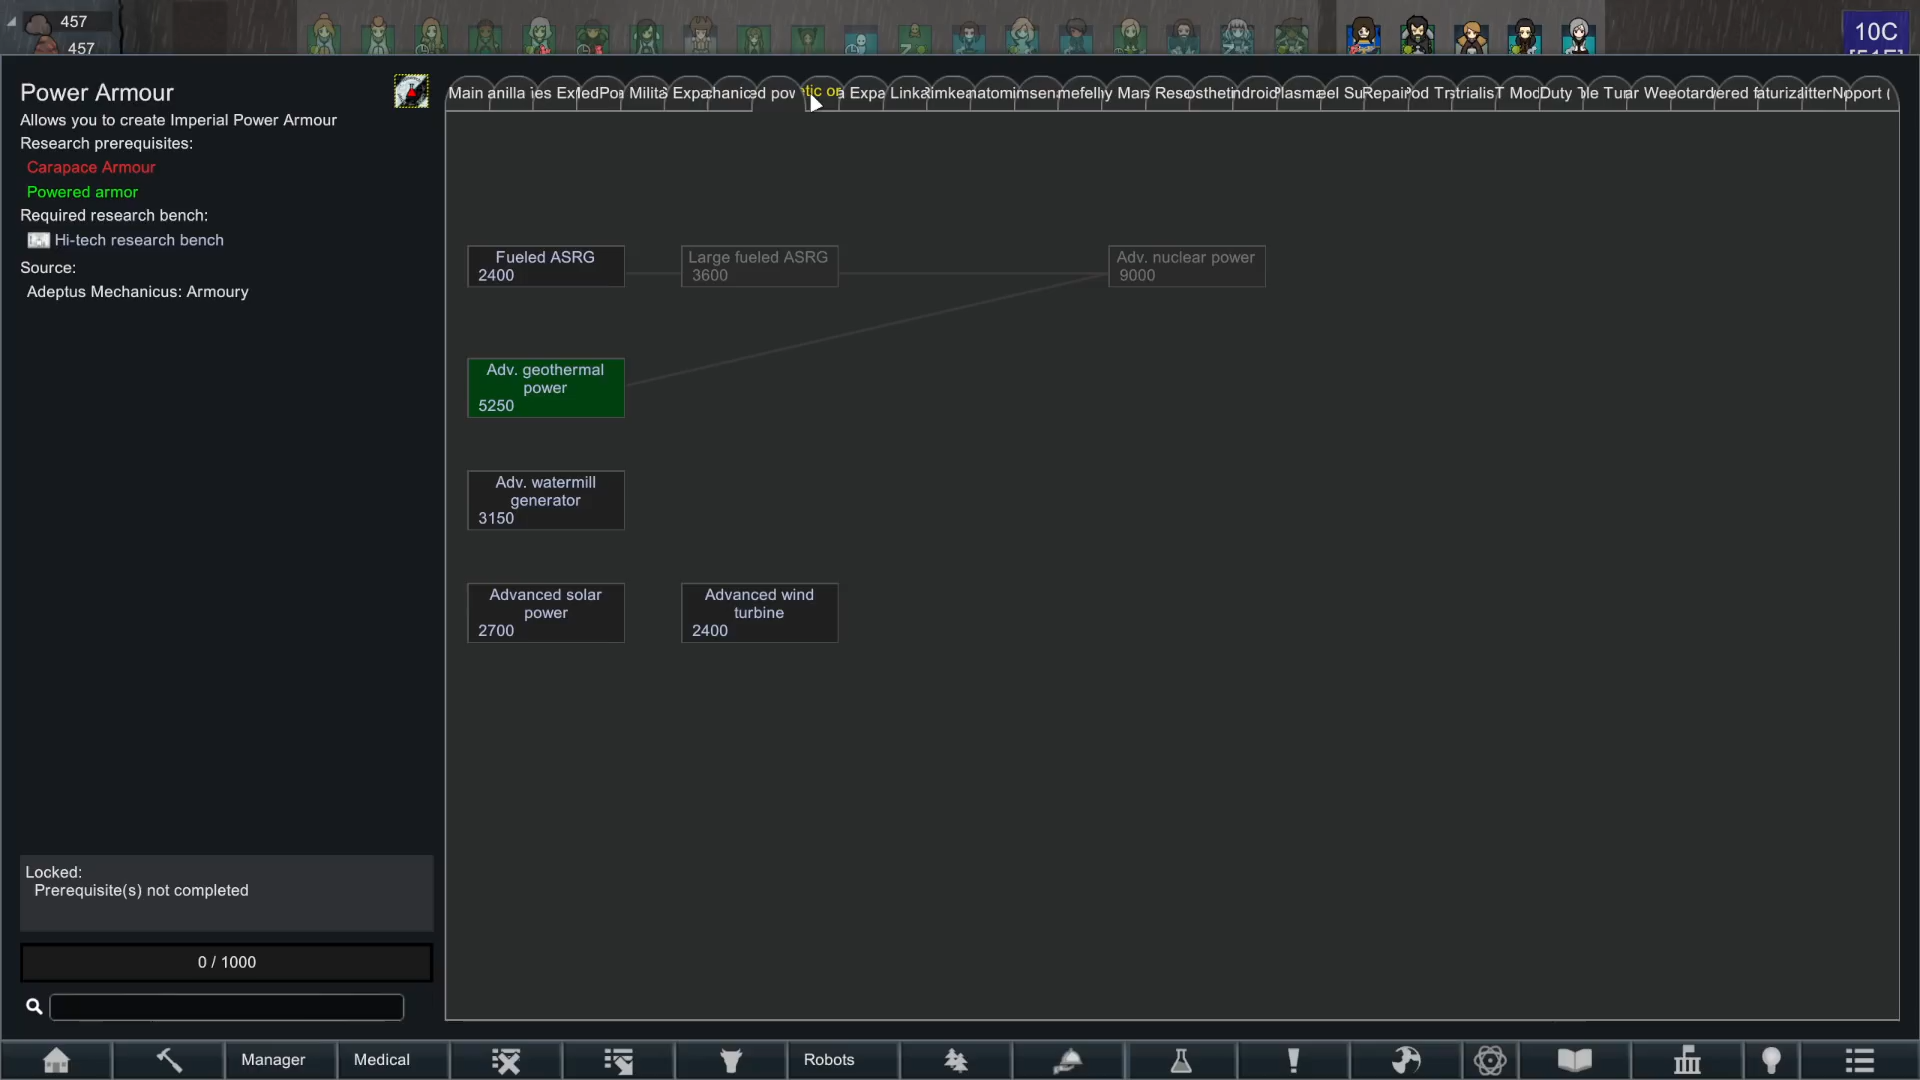 457
457
10C
Power Armour
Allows you to create Imperial Power Armour
Research prerequisites:
Carapace Armour
Powered armor
Required research bench:
Hi-tech research bench
Source:
Adeptus Mechanicus: Armoury
Main
Fueled ASRG
2400
Large fueled ASRG
3600
Adv. nuclear power
9000
Adv. geothermal
power
5250
Adv. watermill
generator
3150
Advanced solar
power
2700
Advanced wind
turbine
2400
Locked:
Prerequisite(s) not completed
0 / 1000
Manager
Medical
Robots